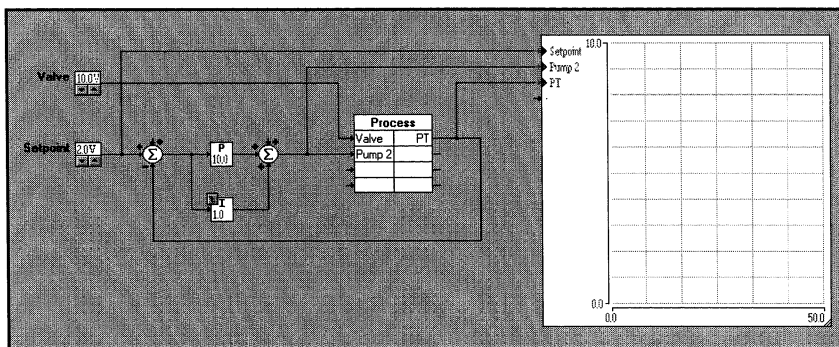 Valve
10.0V
Setpoint
2.0V
Σ
P
10.0
I
1.0
Σ
Process
Valve PT
Pump 2
Setpoint
Pump 2
PT
10.0
0.0
0.0 50.0